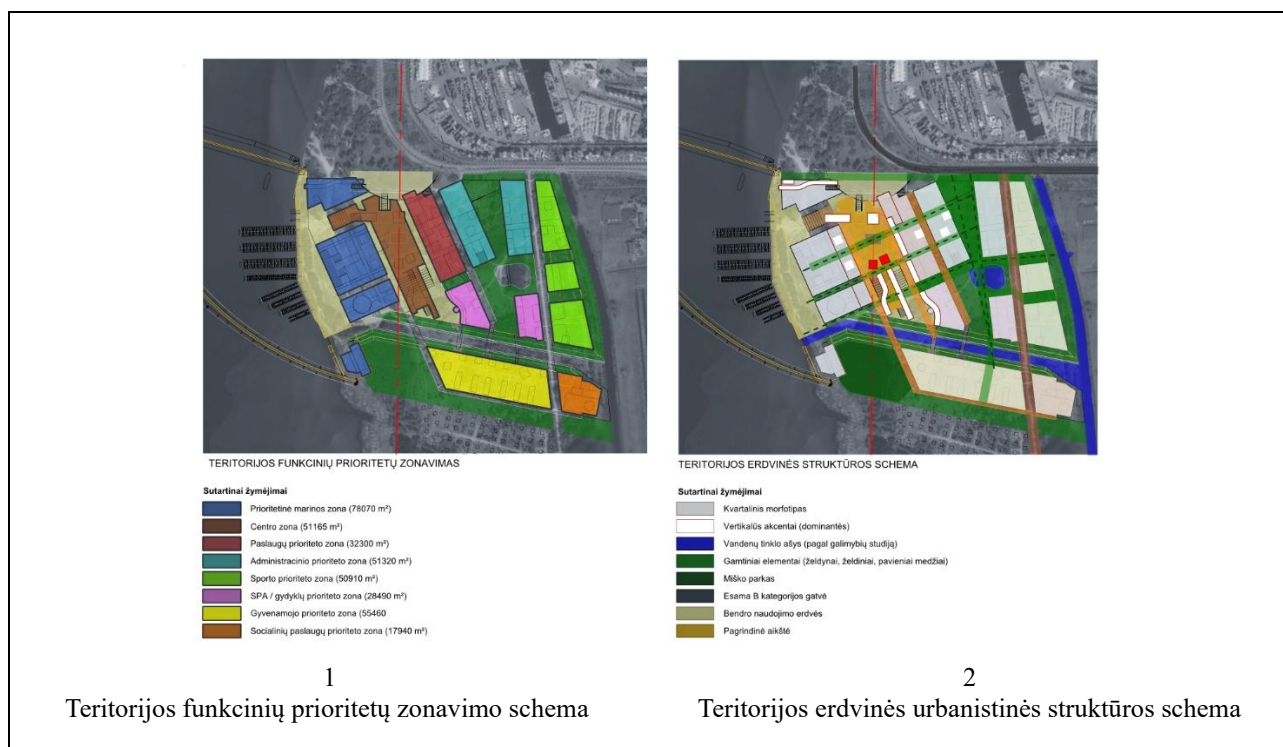 TERITORIJOS FUNKCINIŲ PRIORITETŲ ZONAVIMAS
Sutartinai žymėjimai
Prioritetinė marinos zona (78070 m²)
Centro zona (51165 m²)
Paslaugų prioriteto zona (32300 m²)
Administracinio prioriteto zona (51320 m²)
Sporto prioriteto zona (50910 m²)
SPA / gydyklų prioriteto zona (28490 m²)
Gyvenamojo prioriteto zona (55460
Socialinių paslaugų prioriteto zona (17940 m²)
1
Teritorijos funkcinių prioritetų zonavimo schema
TERITORIJOS ERDVINĖS STRUKTŪROS SCHEMA
Sutartinai žymėjimai
Kvartalinis morfotipas
Vertikalūs akcentai (dominantės)
Vandenų tinklo ašys (pagal galimybių studiją)
Gamtiniai elementai (želdynai, želdiniai, pavieniai medžiai)
Miško parkas
Esama B kategorijos gatvė
Bendro naudojimo erdvės
Pagrindinė aikštė
2
Teritorijos erdvinės urbanistinės struktūros schema